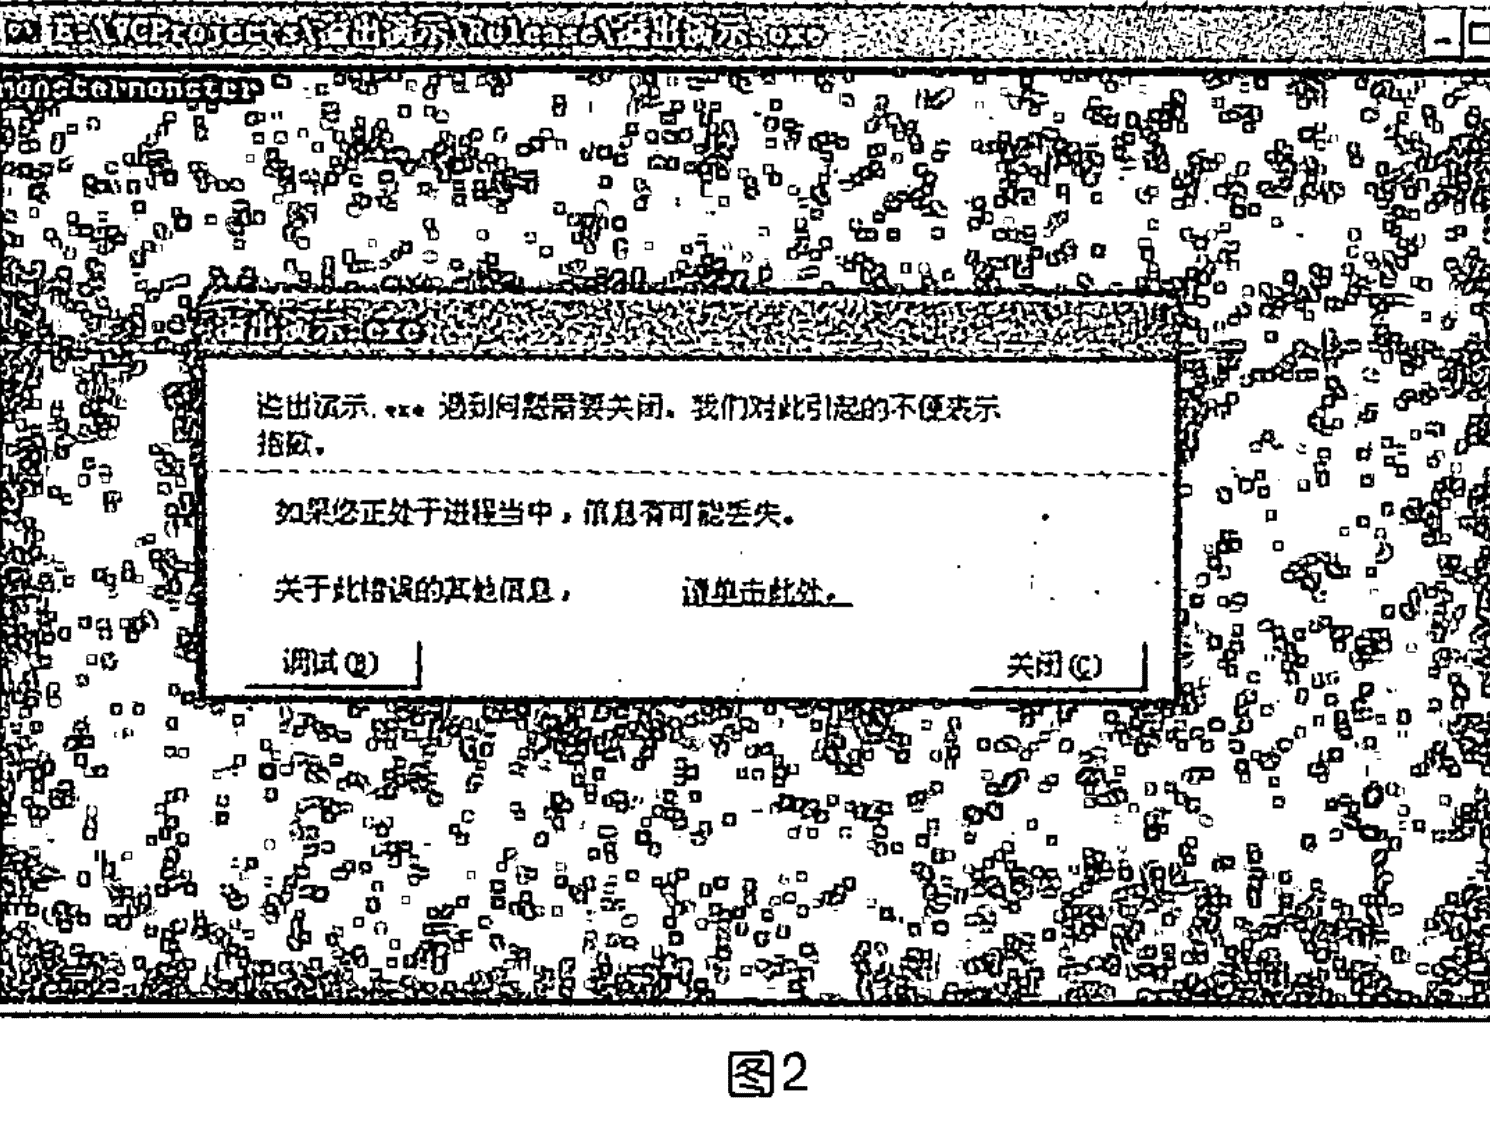 E:\VCProjects\溢出演示\Release\溢出演示.exe
monstermonster
溢出演示.exe
溢出演示.exe 遇到问题需要关闭。我们对此引起的不便表示
抱歉。
如果您正处于进程当中，信息有可能丢失。
关于此错误的其他信息， 请单击此处。
调试(B) 关闭(C)
图2